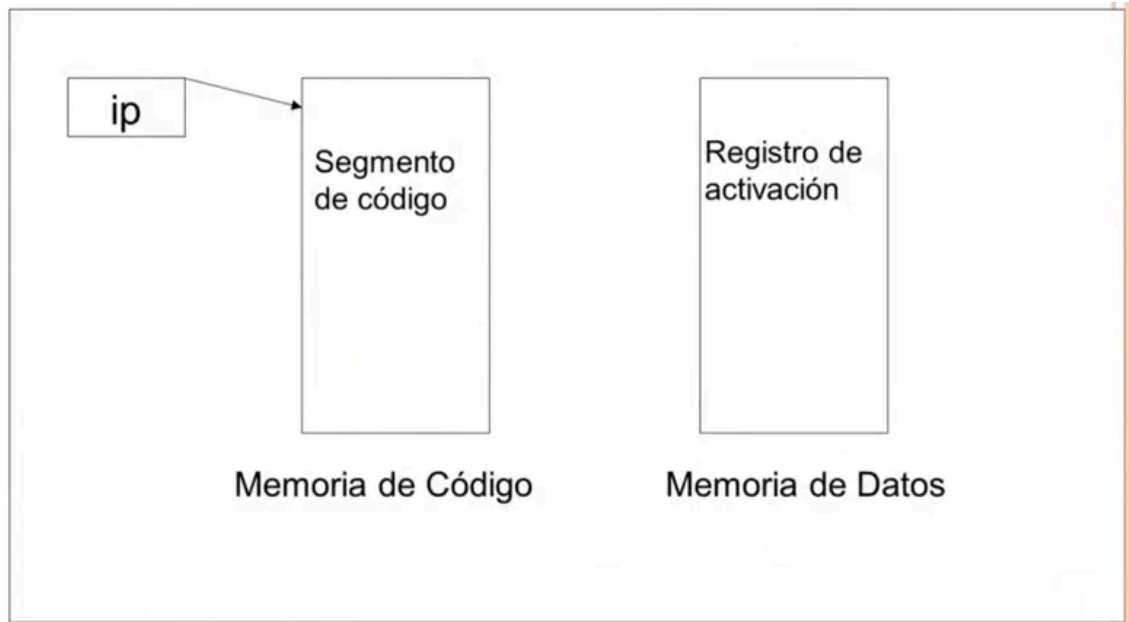 ip
Segmento
de código
Registro de
activación
Memoria de Código
Memoria de Datos